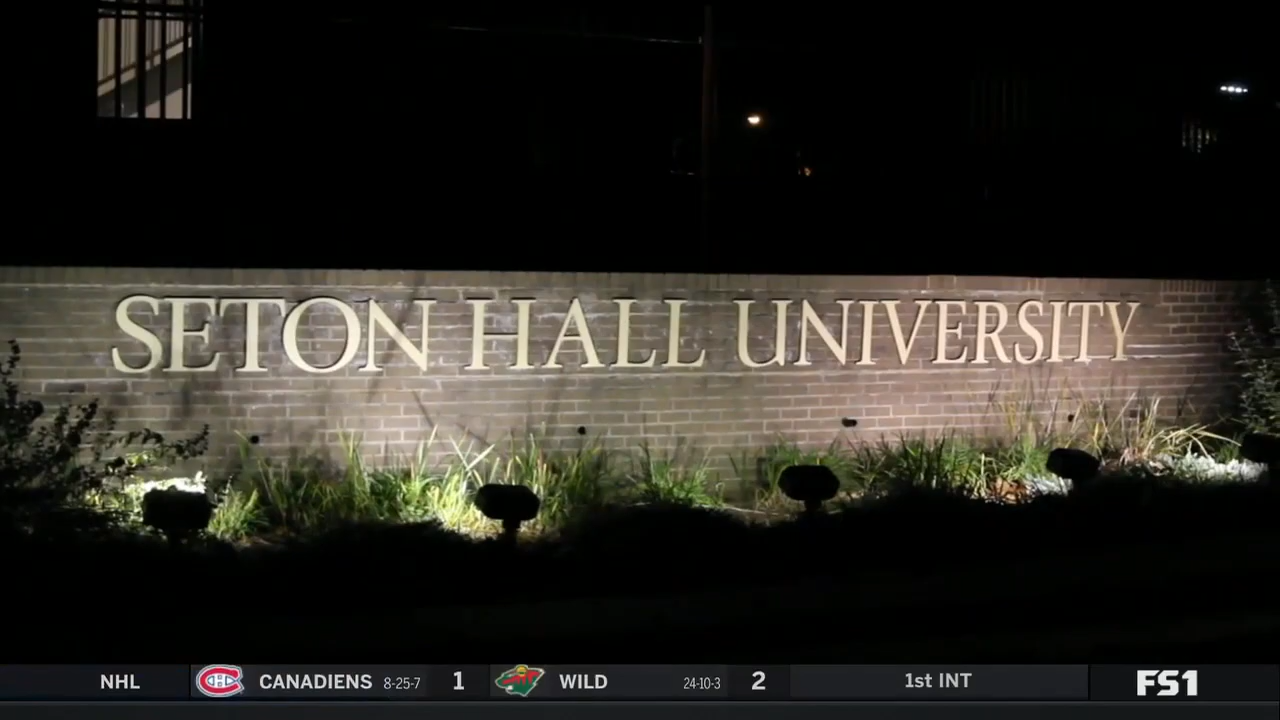 SETON HALL UNIVERSITY
NHL CANADIENS 8-25-7 1 WILD 24-10-3 2 1st INT FS1